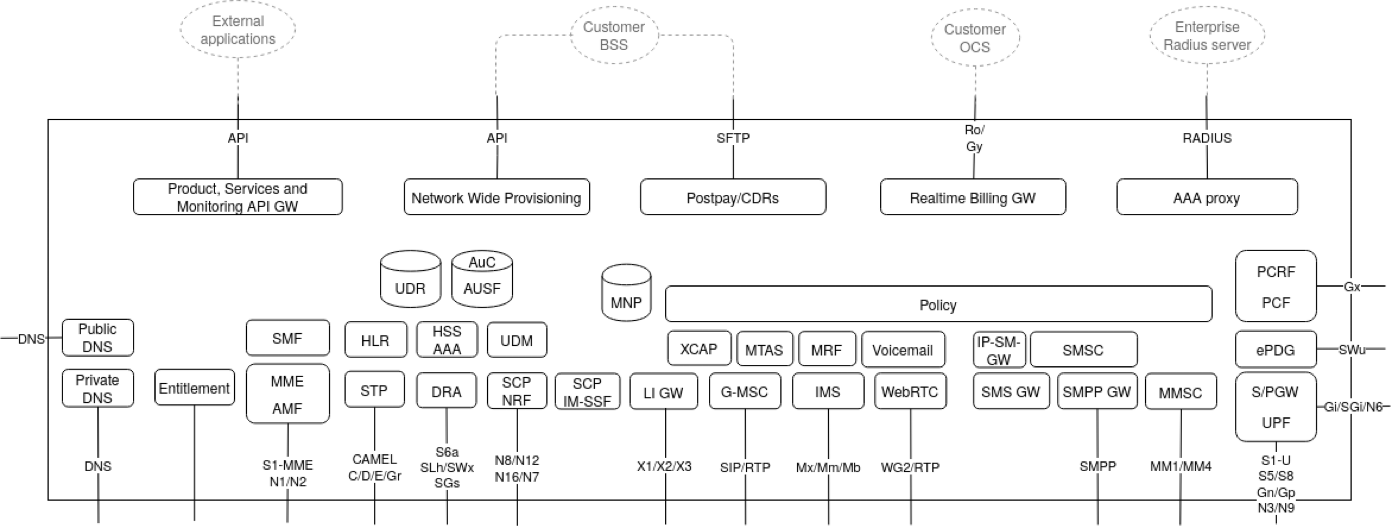 External
applications
Customer
BSS
Customer
OCS
Enterprise
Radius server
API
API
SFTP
Ro/
Gy
RADIUS
Product, Services and
Monitoring API GW
Network Wide Provisioning
Postpay/CDRs
Realtime Billing GW
AAA proxy
UDR
AuC
AUSF
MNP
Policy
PCRF
PCF
Gx
DNS
Public
DNS
SMF
HLR
HSS
AAA
UDM
XCAP
MTAS
MRF
Voicemail
IP-SM-
GW
SMSC
ePDG
SWu
Private
DNS
Entitlement
MME
AMF
STP
DRA
SCP
NRF
SCP
IM-SSF
LI GW
G-MSC
IMS
WebRTC
SMS GW
SMPP GW
MMSC
S/PGW
UPF
Gi/SGi/N6
DNS
S1-MME
N1/N2
CAMEL
C/D/E/Gr
S6a
SLh/SWx
SGs
N8/N12
N16/N7
X1/X2/X3
SIP/RTP
Mx/Mm/Mb
WG2/RTP
SMPP
MM1/MM4
S1-U
S5/S8
Gn/Gp
N3/N9